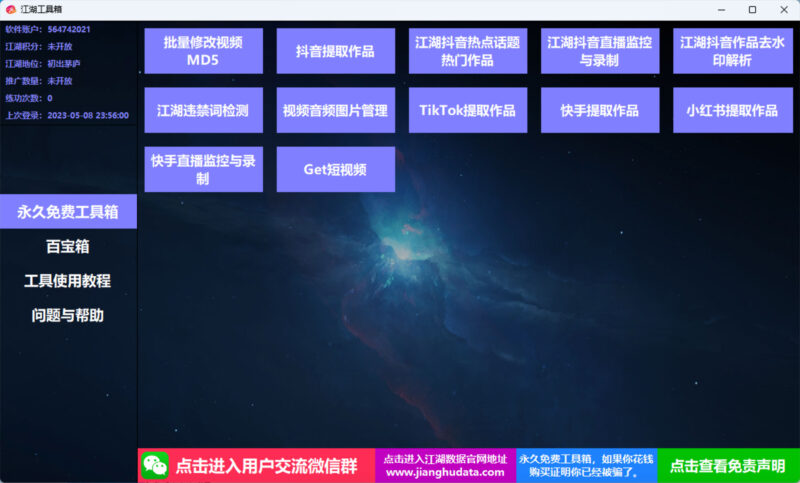 江湖工具箱
软件账户：564742021
江湖积分：未开放
江湖地位：初出茅庐
推广数量：未开放
练功次数：0
上次登录：2023-05-08 23:56:00
永久免费工具箱
百宝箱
工具使用教程
问题与帮助
批量修改视频
MD5
抖音提取作品
江湖抖音热点话题
热门作品
江湖抖音直播监控
与录制
江湖抖音作品去水
印解析
江湖违禁词检测
视频音频图片管理
TikTok提取作品
快手提取作品
小红书提取作品
快手直播监控与录
制
Get短视频
点击进入用户交流微信群
点击进入江湖数据官网地址
www.jianghudata.com
永久免费工具箱，如果你花钱
购买证明你已经被骗了。
点击查看免责声明